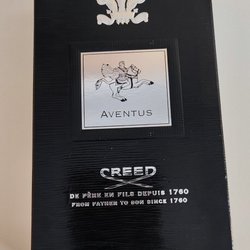 AVENTUS
CREED
DE PÈRE EN FILS DEPUIS 1760
FROM FATHER TO SON SINCE 1760